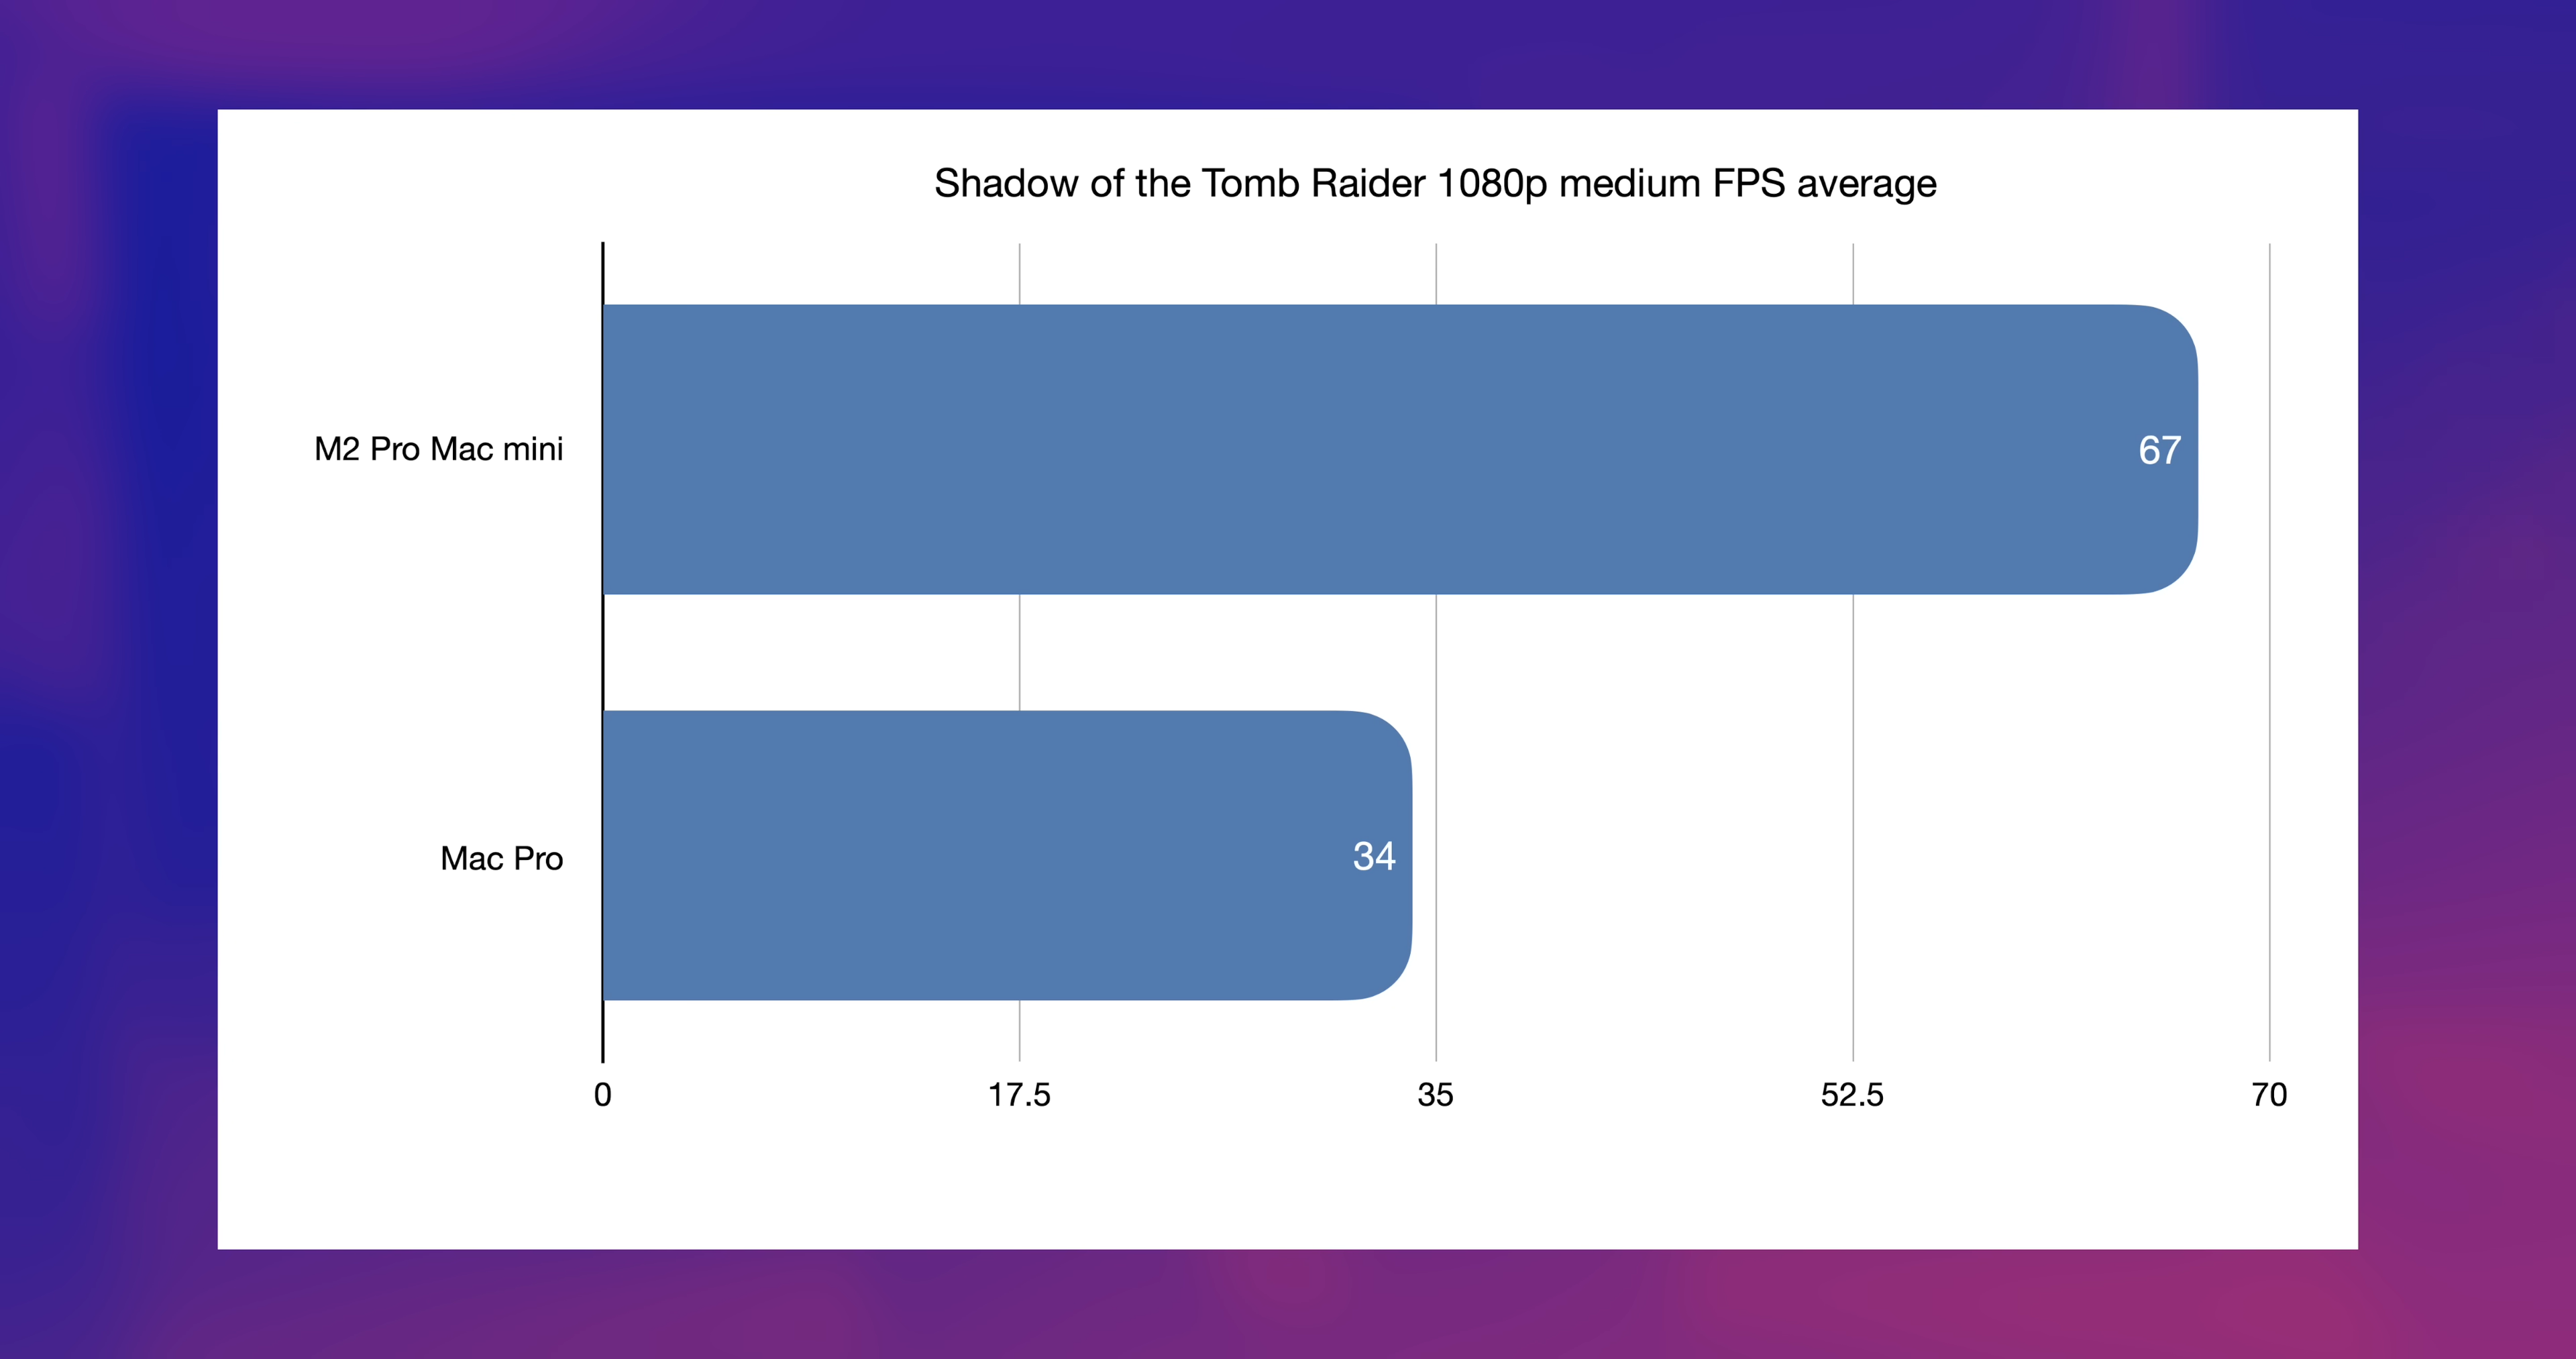 Shadow of the Tomb Raider 1080p medium FPS average
M2 Pro Mac mini
67
Mac Pro
34
0 17.5 35 52.5 70